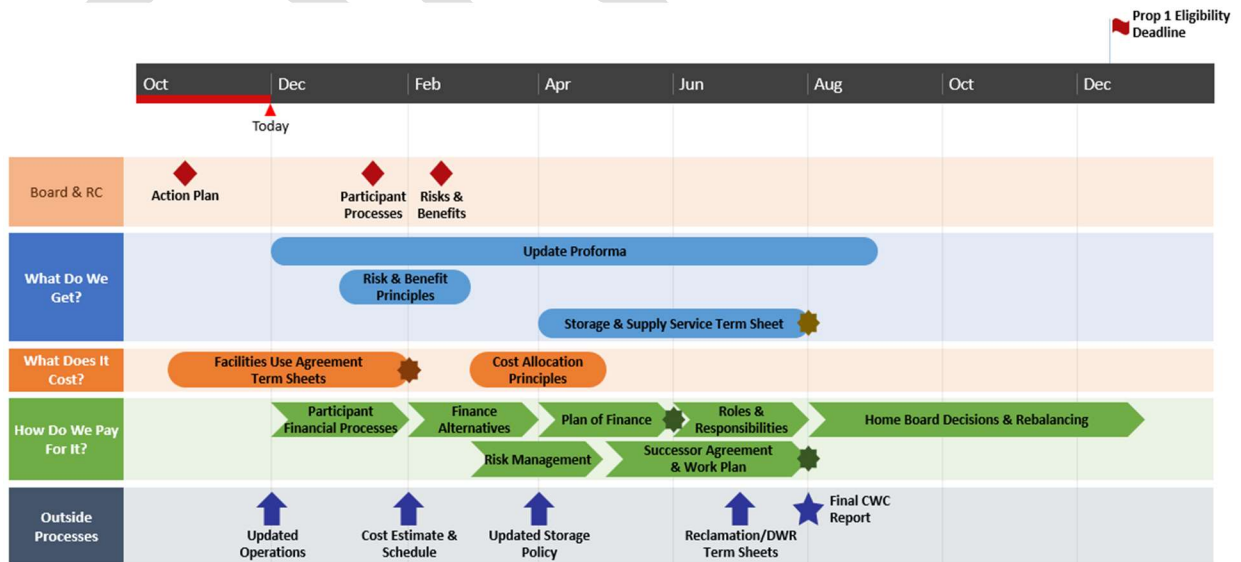 Prop 1 Eligibility
Deadline
Oct
Dec
Feb
Apr
Jun
Aug
Oct
Dec
Today
Board & RC
Action Plan
Participant
Processes
Risks &
Benefits
What Do We
Get?
Update Proforma
Risk & Benefit
Principles
Storage & Supply Service Term Sheet
What Does It
Cost?
Facilities Use Agreement
Term Sheets
Cost Allocation
Principles
How Do We Pay
For It?
Participant
Financial Processes
Finance
Alternatives
Plan of Finance
Roles &
Responsibilities
Home Board Decisions & Rebalancing
Risk Management
Successor Agreement
& Work Plan
Outside
Processes
Updated
Operations
Cost Estimate &
Schedule
Updated Storage
Policy
Reclamation/DWR
Term Sheets
Final CWC
Report